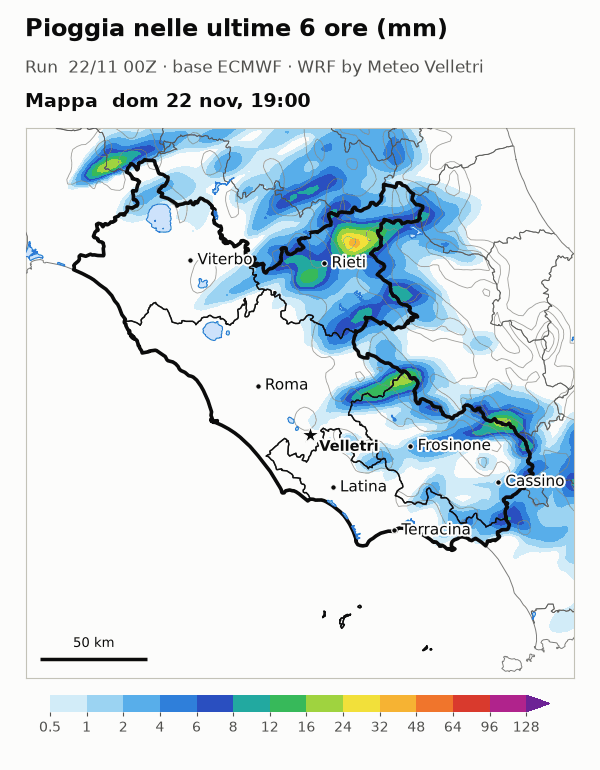 Pioggia nelle ultime 6 ore (mm)
Run  22/11 00Z · base ECMWF · WRF by Meteo Velletri
Mappa  dom 22 nov, 19:00
Viterbo
Rieti
Roma
Velletri
Frosinone
Latina
Cassino
Terracina
50 km
0.5 1 2 4 6 8 12 16 24 32 48 64 96 128